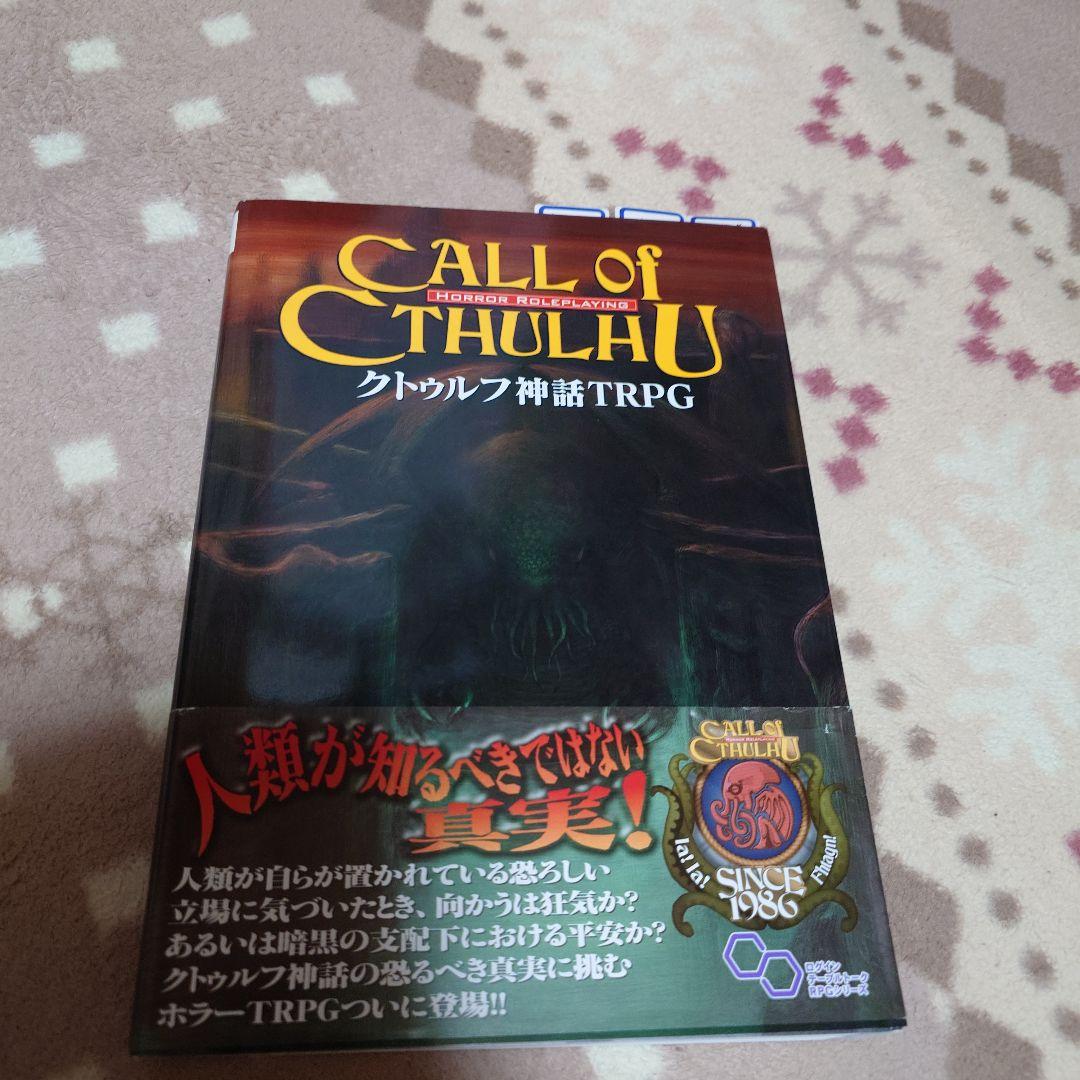 CALL of
HORROR ROLEPLAYING
CTHULHU
クトゥルフ神話TRPG
人類が知るべきではない
真実!
人類が自らが置かれている恐ろしい
立場に気づいたとき、向かうは狂気か?
あるいは暗黒の支配下における平安か?
クトゥルフ神話の恐るべき真実に挑む
ホラーTRPGついに登場!!
CALL of
HORROR ROLEPLAYING
CTHULHU
Ia! Ia!
Fhtagn!
SINCE
1986
ログイン
テーブルトーク
RPGシリーズ